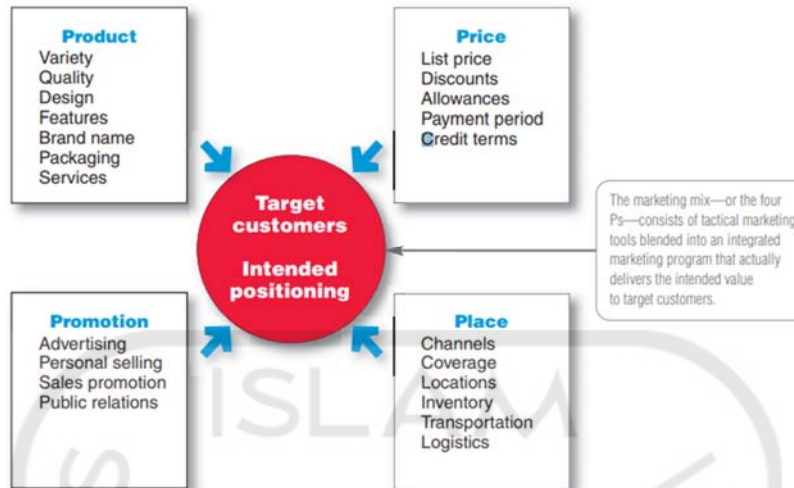 Product
Variety
Quality
Design
Features
Brand name
Packaging
Services
Price
List price
Discounts
Allowances
Payment period
Credit terms
Target
customers
Intended
positioning
The marketing mix—or the four
Ps—consists of tactical marketing
tools blended into an integrated
marketing program that actually
delivers the intended value
to target customers.
Promotion
Advertising
Personal selling
Sales promotion
Public relations
Place
Channels
Coverage
Locations
Inventory
Transportation
Logistics
ISLAM